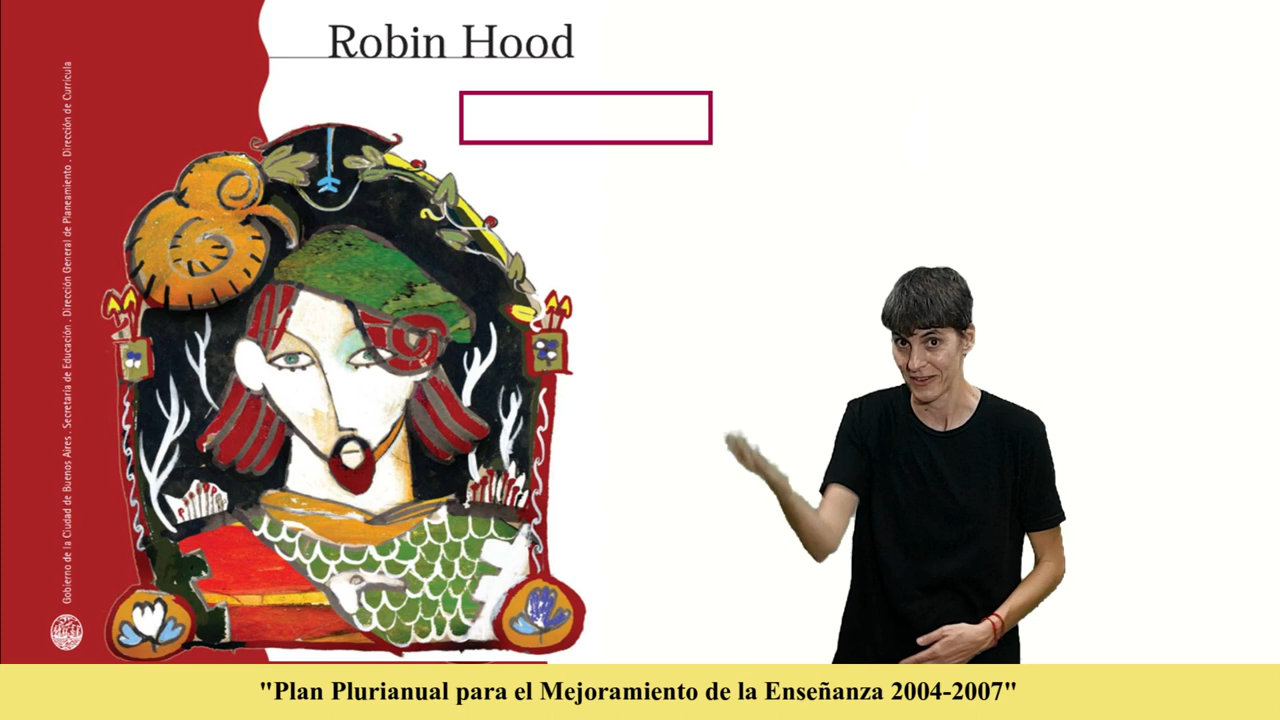 Robin Hood
Gobierno de la Ciudad de Buenos Aires . Secretaría de Educación . Dirección General de Planeamiento . Dirección de Currícula
"Plan Plurianual para el Mejoramiento de la Enseñanza 2004-2007"